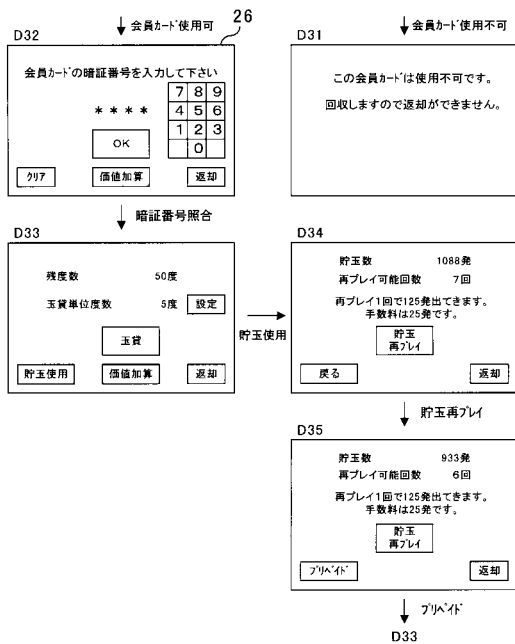 会員ｶｰﾄﾞ使用可
26
D32
会員ｶｰﾄﾞの暗証番号を入力して下さい
＊＊＊＊
7 8 9
4 5 6
1 2 3
0
OK
ｸﾘｱ
価値加算
返却
会員ｶｰﾄﾞ使用不可
D31
この会員ｶｰﾄﾞは使用不可です。
回収しますので返却ができません。
暗証番号照合
D33
残度数 50度
玉貸単位度数 5度 設定
玉貸
貯玉使用
価値加算
返却
貯玉使用
D34
貯玉数 1088発
再プレイ可能回数 7回
再プレイ1回で125発出てきます。
手数料は25発です。
貯玉
再プレイ
戻る
返却
貯玉再プレイ
D35
貯玉数 933発
再プレイ可能回数 6回
再プレイ1回で125発出てきます。
手数料は25発です。
貯玉
再プレイ
ﾌﾟﾘﾍﾟｲﾄﾞ
返却
ﾌﾟﾘﾍﾟｲﾄﾞ
D33